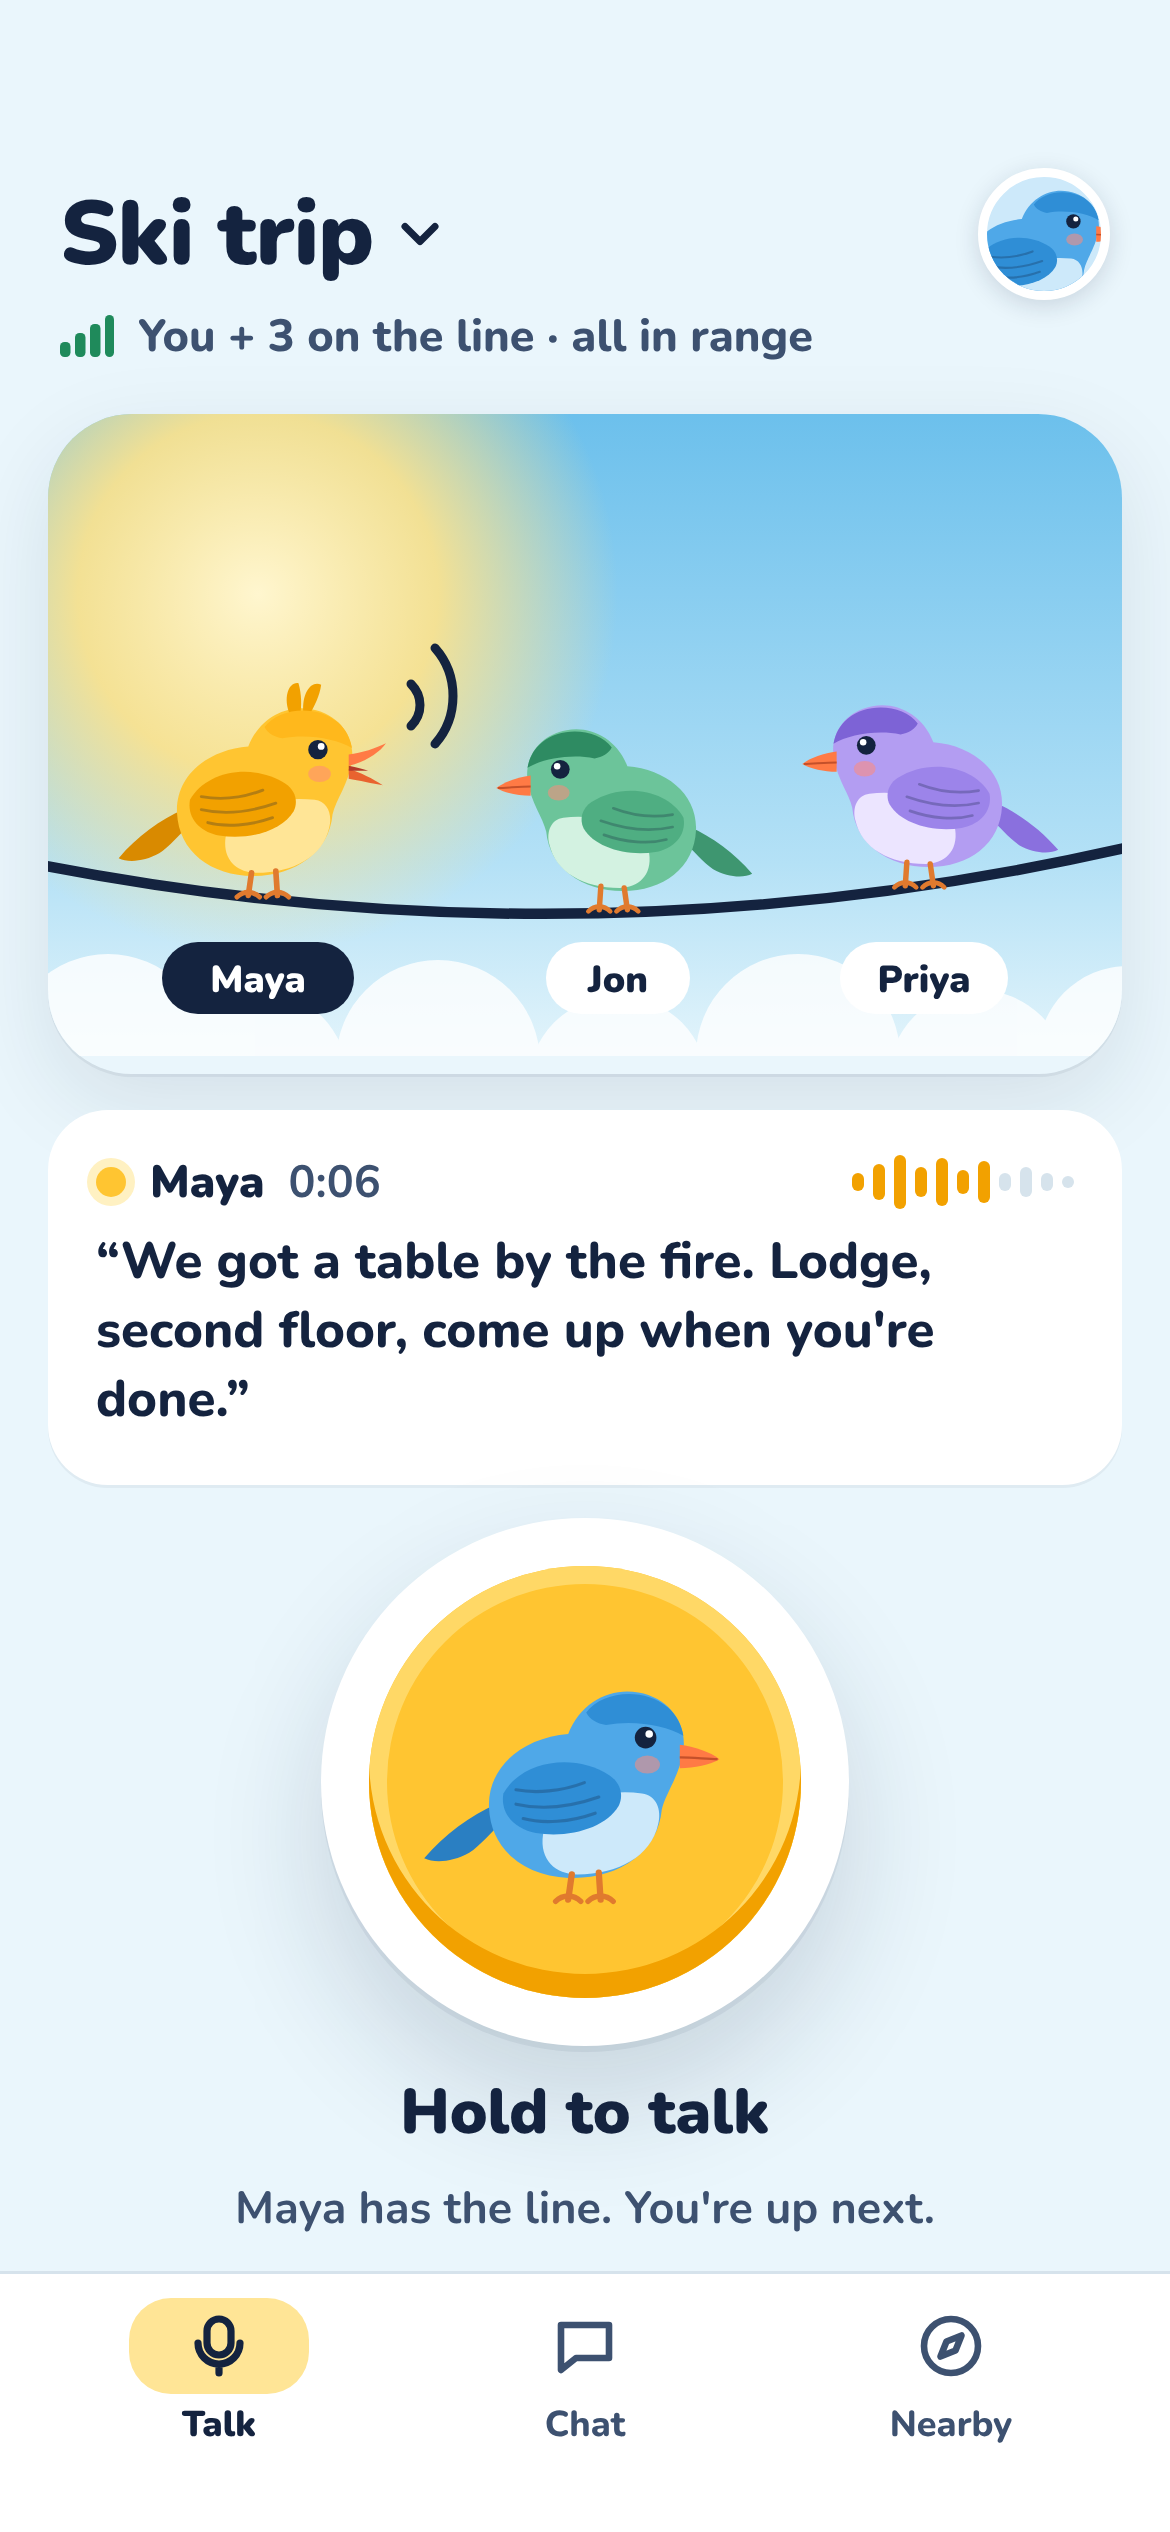 Ski trip
You + 3 on the line · all in range
Maya
Jon
Priya
Maya 0:06
“We got a table by the fire. Lodge,
second floor, come up when you're
done.”
Hold to talk
Maya has the line. You're up next.
Talk
Chat
Nearby